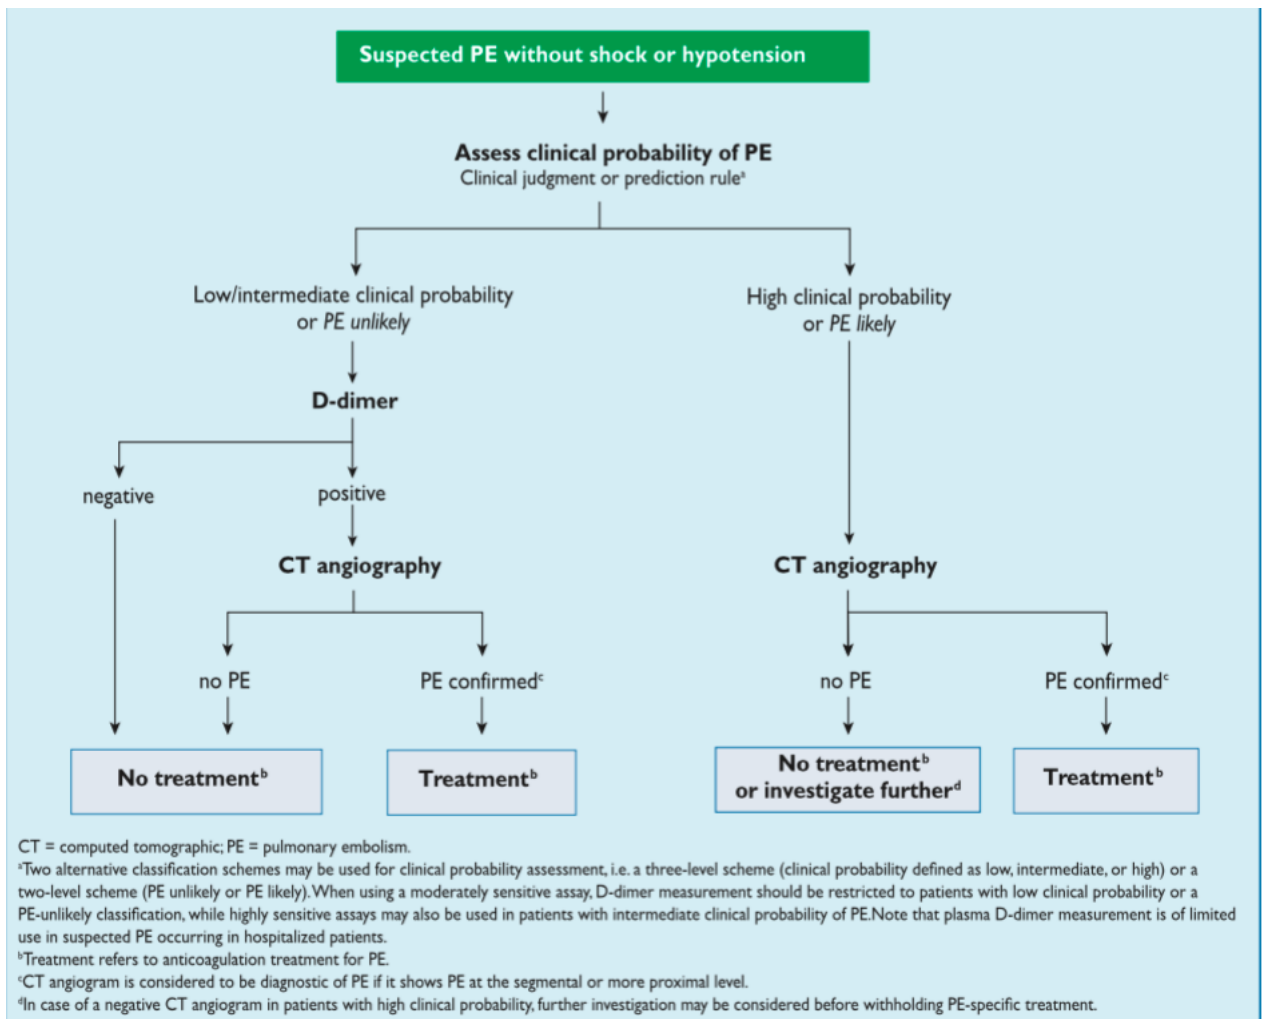 Suspected PE without shock or hypotension
Assess clinical probability of PE
Clinical judgment or prediction ruleᵃ
Low/intermediate clinical probability
or PE unlikely
High clinical probability
or PE likely
D-dimer
negative
positive
CT angiography
CT angiography
no PE
PE confirmedᶜ
no PE
PE confirmedᶜ
No treatmentᵇ
Treatmentᵇ
No treatmentᵇ
or investigate furtherᵈ
Treatmentᵇ
CT = computed tomographic; PE = pulmonary embolism.
ᵃTwo alternative classification schemes may be used for clinical probability assessment, i.e. a three-level scheme (clinical probability defined as low, intermediate, or high) or a
two-level scheme (PE unlikely or PE likely). When using a moderately sensitive assay, D-dimer measurement should be restricted to patients with low clinical probability or a
PE-unlikely classification, while highly sensitive assays may also be used in patients with intermediate clinical probability of PE. Note that plasma D-dimer measurement is of limited
use in suspected PE occurring in hospitalized patients.
ᵇTreatment refers to anticoagulation treatment for PE.
ᶜCT angiogram is considered to be diagnostic of PE if it shows PE at the segmental or more proximal level.
ᵈIn case of a negative CT angiogram in patients with high clinical probability, further investigation may be considered before withholding PE-specific treatment.